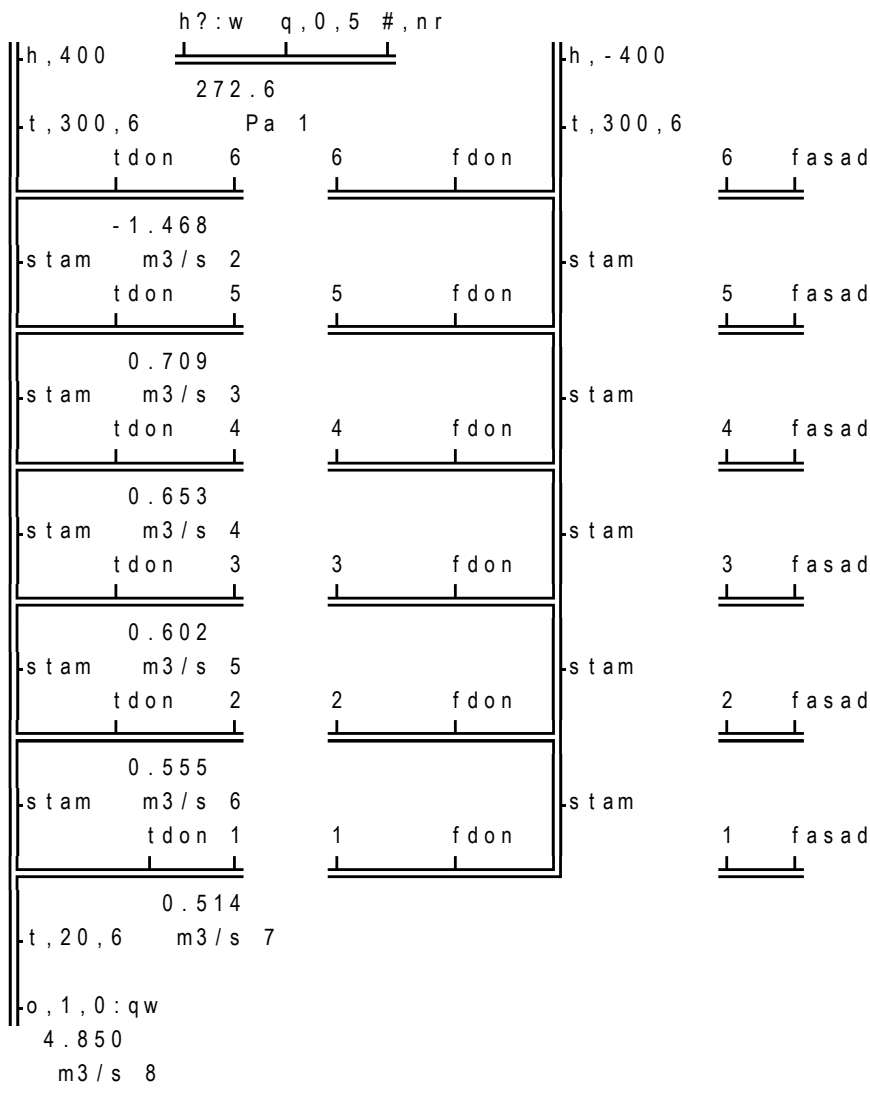 h?:w q,0,5 #,nr
h,400 h,-400
272.6
t,300,6 Pa 1 t,300,6
tdon 6 6 fdon 6 fasad
-1.468
stam m3/s 2 stam
tdon 5 5 fdon 5 fasad
0.709
stam m3/s 3 stam
tdon 4 4 fdon 4 fasad
0.653
stam m3/s 4 stam
tdon 3 3 fdon 3 fasad
0.602
stam m3/s 5 stam
tdon 2 2 fdon 2 fasad
0.555
stam m3/s 6 stam
tdon 1 1 fdon 1 fasad
0.514
t,20,6 m3/s 7
o,1,0:qw
4.850
m3/s 8